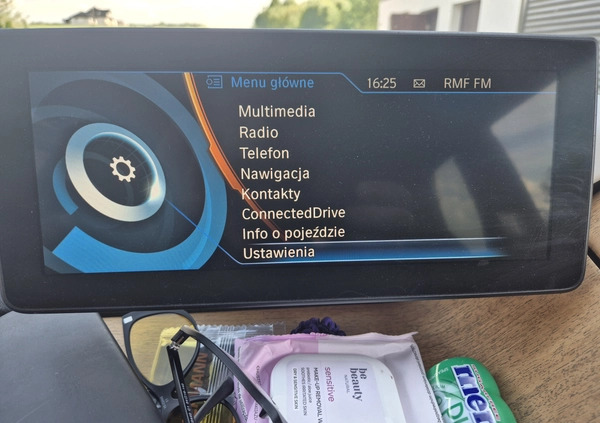 Menu główne
16:25
RMF FM
Multimedia
Radio
Telefon
Nawigacja
Kontakty
ConnectedDrive
Info o pojeździe
Ustawienia
be
beauty
sensitive
MAKE-UP REMOVAL